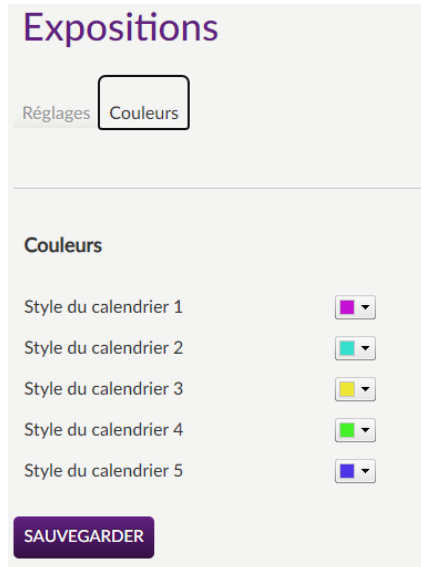 Expositions
Réglages Couleurs
Couleurs
Style du calendrier 1
Style du calendrier 2
Style du calendrier 3
Style du calendrier 4
Style du calendrier 5
SAUVEGARDER